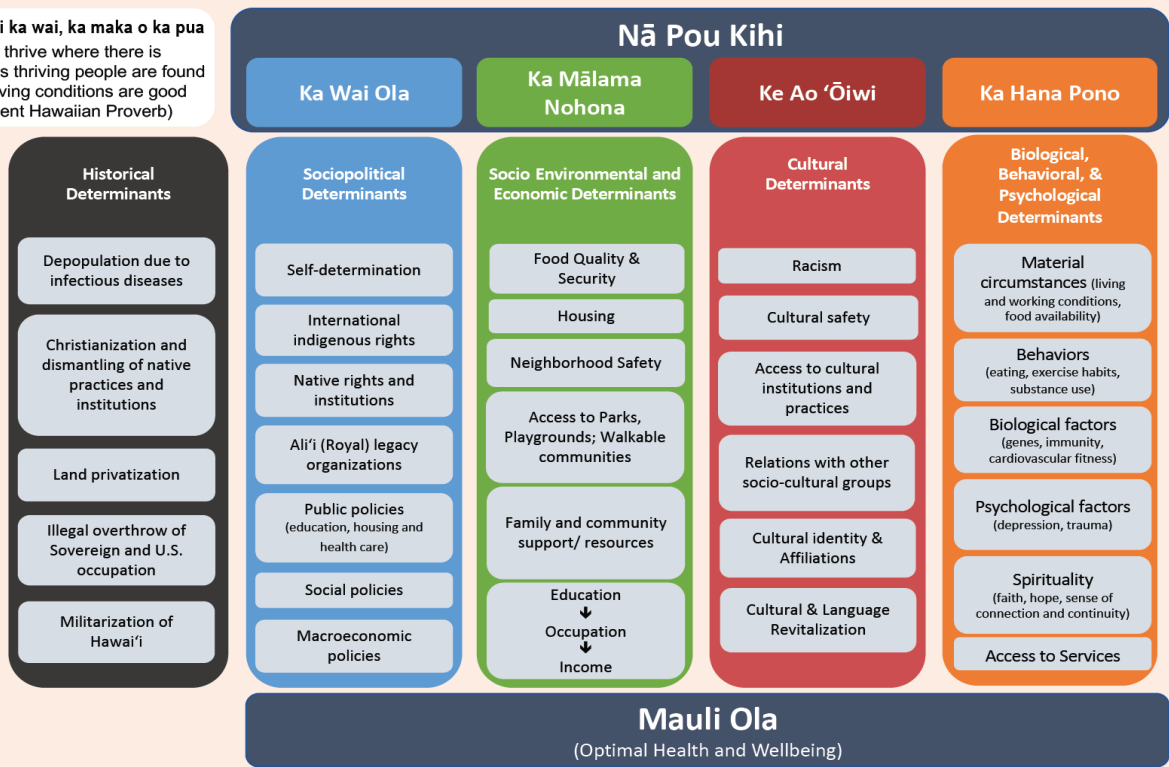 i ka wai, ka maka o ka pua
thrive where there is
s thriving people are found
ving conditions are good
ent Hawaiian Proverb)
Nā Pou Kihi
Ka Wai Ola
Ka Mālama
Nohona
Ke Ao ʻŌiwi
Ka Hana Pono
Historical
Determinants
Depopulation due to
infectious diseases
Christianization and
dismantling of native
practices and
institutions
Land privatization
Illegal overthrow of
Sovereign and U.S.
occupation
Militarization of
Hawaiʻi
Sociopolitical
Determinants
Self-determination
International
indigenous rights
Native rights and
institutions
Aliʻi (Royal) legacy
organizations
Public policies
(education, housing and
health care)
Social policies
Macroeconomic
policies
Socio Environmental and
Economic Determinants
Food Quality &
Security
Housing
Neighborhood Safety
Access to Parks,
Playgrounds; Walkable
communities
Family and community
support/ resources
Education
↓
Occupation
↓
Income
Cultural
Determinants
Racism
Cultural safety
Access to cultural
institutions and
practices
Relations with other
socio-cultural groups
Cultural identity &
Affiliations
Cultural & Language
Revitalization
Biological,
Behavioral, &
Psychological
Determinants
Material
circumstances (living
and working conditions,
food availability)
Behaviors
(eating, exercise habits,
substance use)
Biological factors
(genes, immunity,
cardiovascular fitness)
Psychological factors
(depression, trauma)
Spirituality
(faith, hope, sense of
connection and continuity)
Access to Services
Mauli Ola
(Optimal Health and Wellbeing)